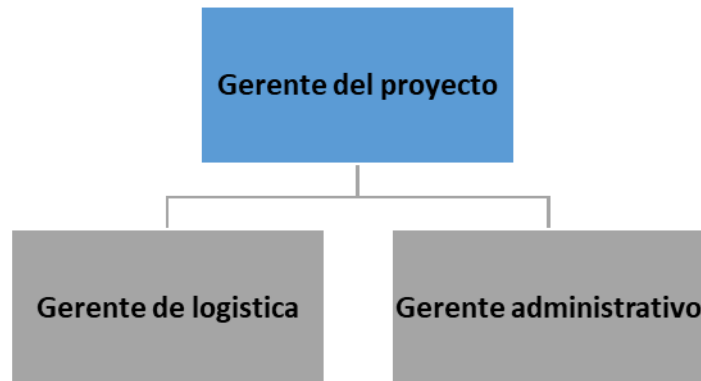 Gerente del proyecto
Gerente de logistica
Gerente administrativo